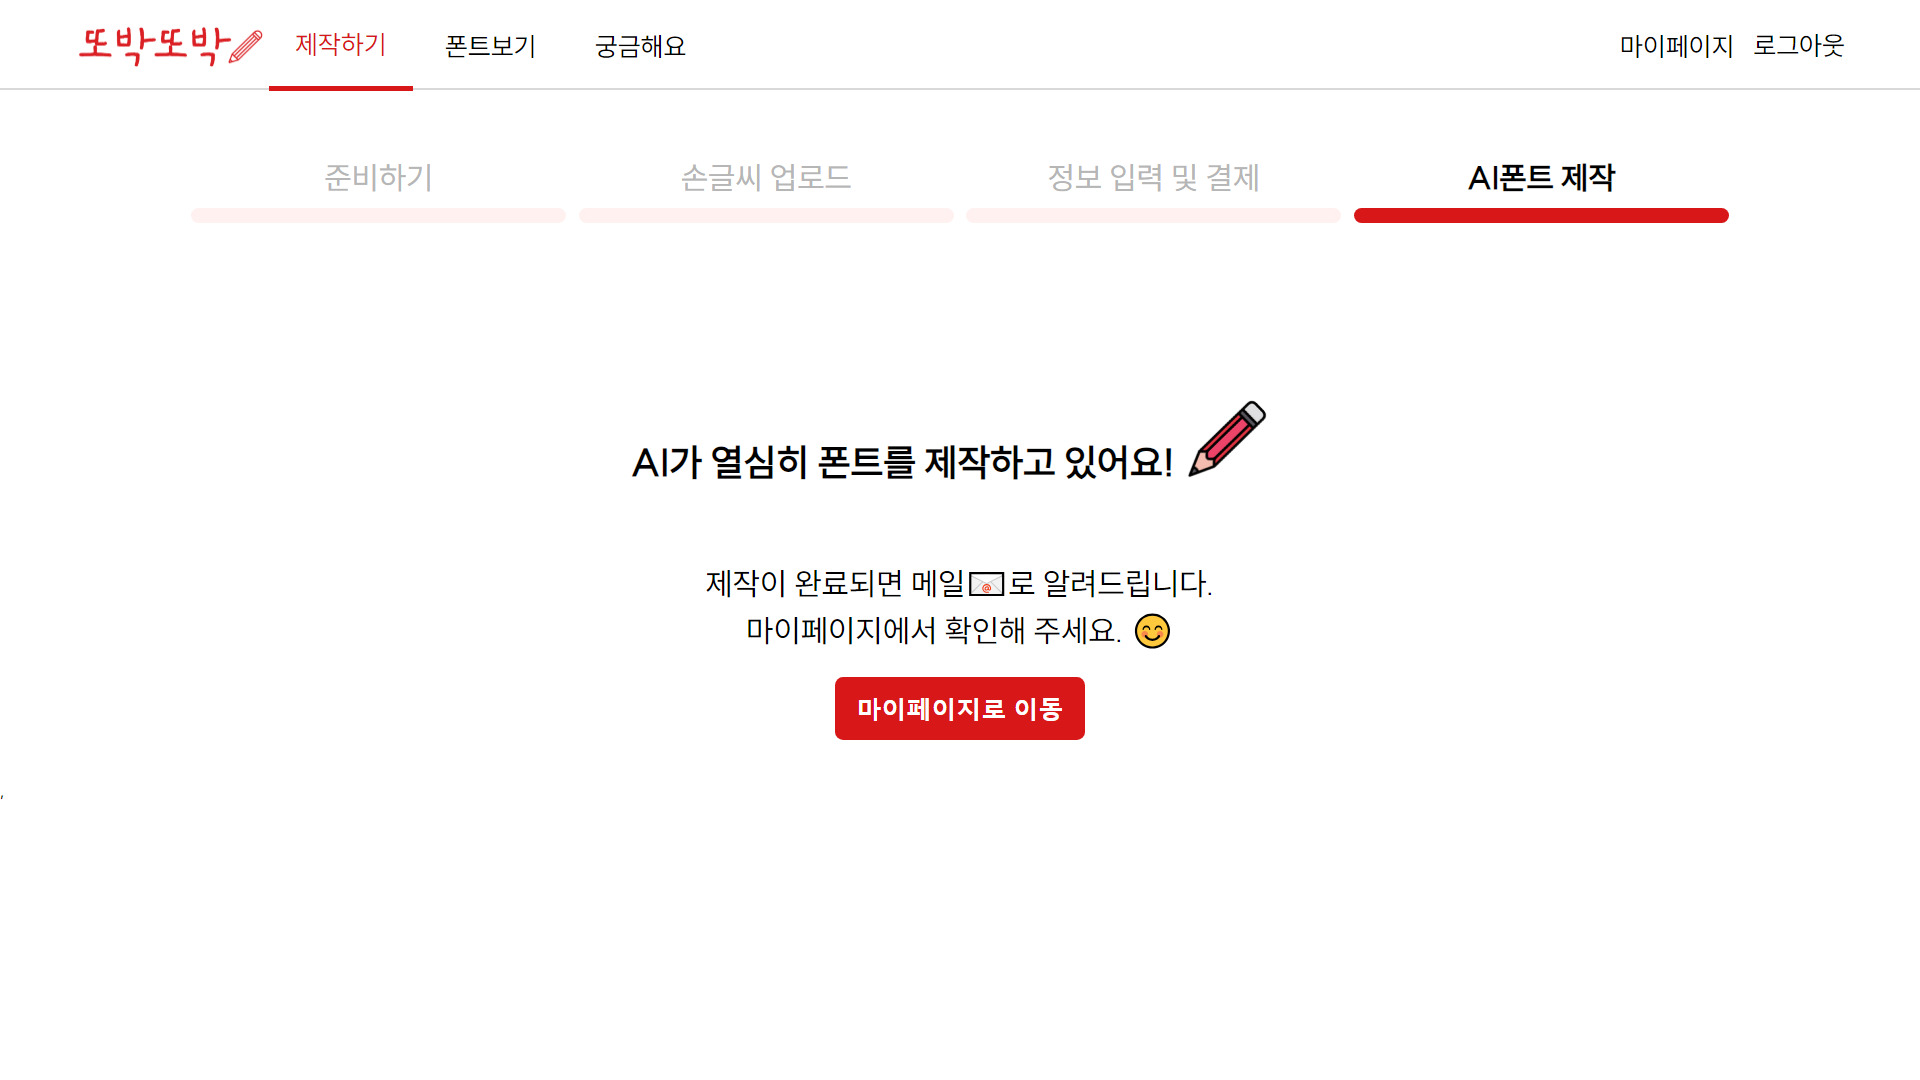 또박또박 제작하기 폰트보기 궁금해요 마이페이지 로그아웃
준비하기 손글씨 업로드 정보 입력 및 결제 AI폰트 제작
AI가 열심히 폰트를 제작하고 있어요!
제작이 완료되면 메일로 알려드립니다.
마이페이지에서 확인해 주세요.
마이페이지로 이동